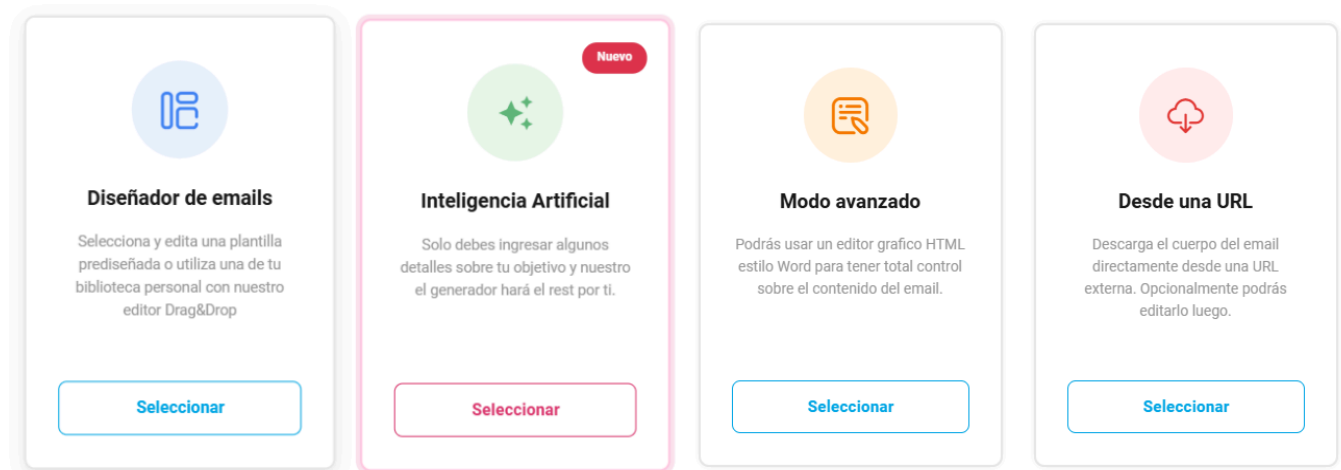 Diseñador de emails
Selecciona y edita una plantilla
prediseñada o utiliza una de tu
biblioteca personal con nuestro
editor Drag&Drop
Seleccionar
Nuevo
Inteligencia Artificial
Solo debes ingresar algunos
detalles sobre tu objetivo y nuestro
el generador hará el rest por ti.
Seleccionar
Modo avanzado
Podrás usar un editor grafico HTML
estilo Word para tener total control
sobre el contenido del email.
Seleccionar
Desde una URL
Descarga el cuerpo del email
directamente desde una URL
externa. Opcionalmente podrás
editarlo luego.
Seleccionar